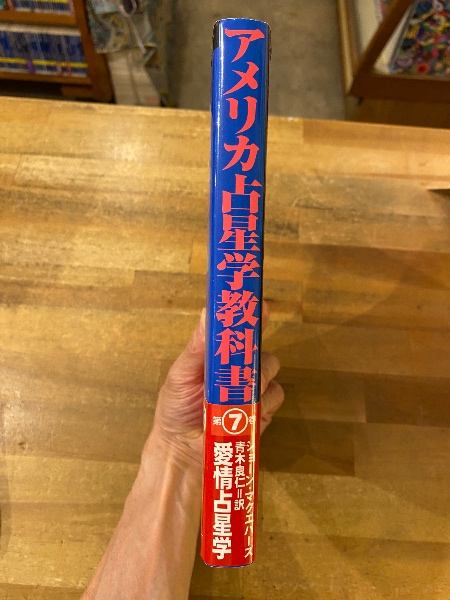 アメリカ占星学教科書
第7巻
ジョーン・マクエバーズ
青木良仁＝訳
愛情占星学